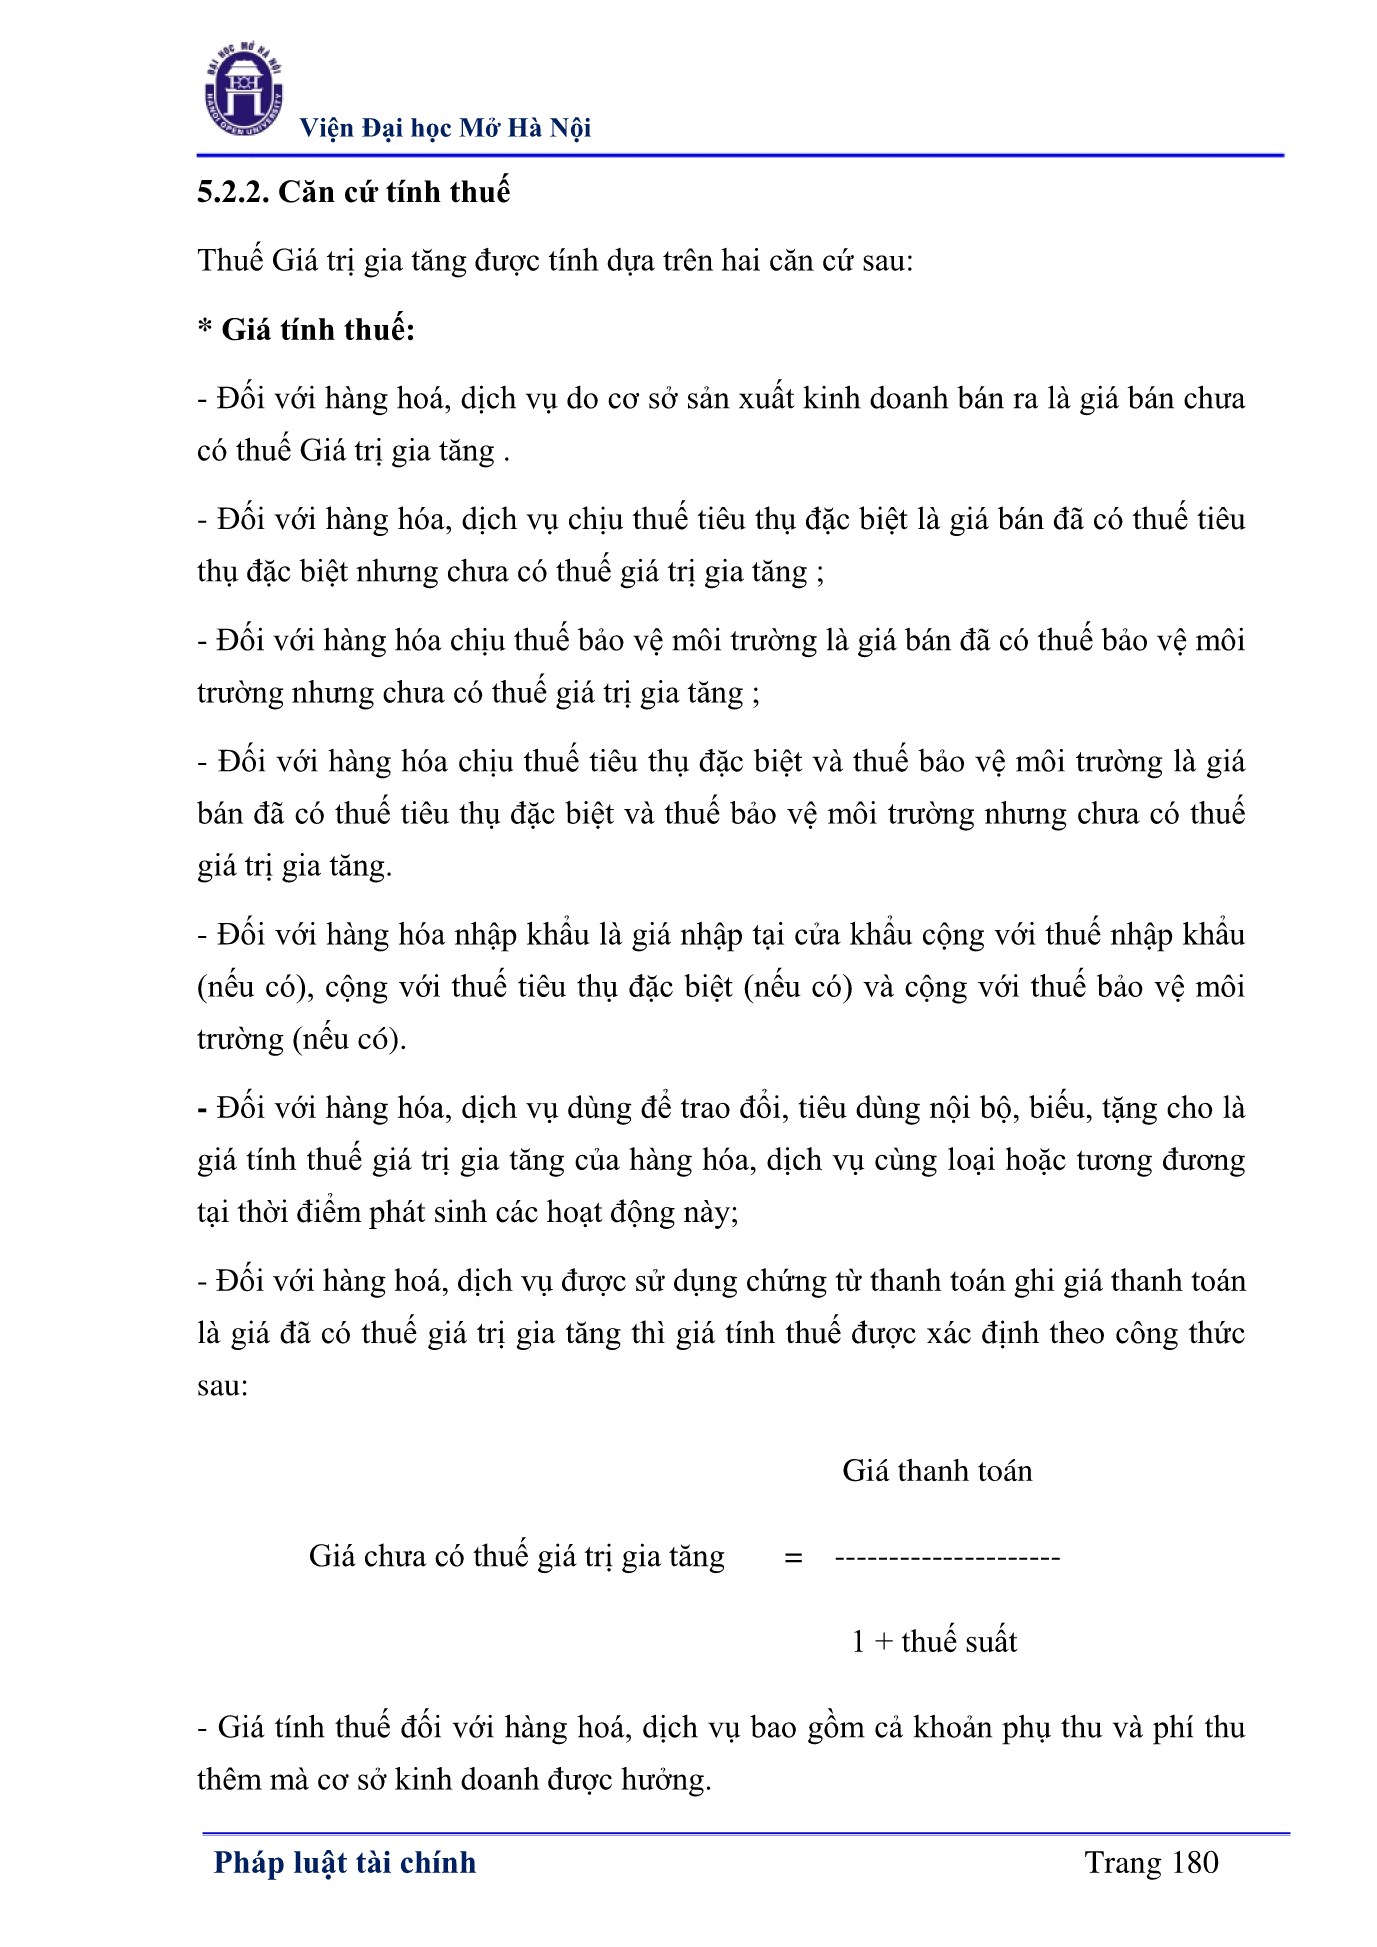 ĐẠI HỌC MỞ HÀ NỘI
HANOI OPEN UNIVERSITY
Viện Đại học Mở Hà Nội
5.2.2. Căn cứ tính thuế
Thuế Giá trị gia tăng được tính dựa trên hai căn cứ sau:
* Giá tính thuế:
- Đối với hàng hoá, dịch vụ do cơ sở sản xuất kinh doanh bán ra là giá bán chưa
có thuế Giá trị gia tăng .
- Đối với hàng hóa, dịch vụ chịu thuế tiêu thụ đặc biệt là giá bán đã có thuế tiêu
thụ đặc biệt nhưng chưa có thuế giá trị gia tăng ;
- Đối với hàng hóa chịu thuế bảo vệ môi trường là giá bán đã có thuế bảo vệ môi
trường nhưng chưa có thuế giá trị gia tăng ;
- Đối với hàng hóa chịu thuế tiêu thụ đặc biệt và thuế bảo vệ môi trường là giá
bán đã có thuế tiêu thụ đặc biệt và thuế bảo vệ môi trường nhưng chưa có thuế
giá trị gia tăng.
- Đối với hàng hóa nhập khẩu là giá nhập tại cửa khẩu cộng với thuế nhập khẩu
(nếu có), cộng với thuế tiêu thụ đặc biệt (nếu có) và cộng với thuế bảo vệ môi
trường (nếu có).
- Đối với hàng hóa, dịch vụ dùng để trao đổi, tiêu dùng nội bộ, biếu, tặng cho là
giá tính thuế giá trị gia tăng của hàng hóa, dịch vụ cùng loại hoặc tương đương
tại thời điểm phát sinh các hoạt động này;
- Đối với hàng hoá, dịch vụ được sử dụng chứng từ thanh toán ghi giá thanh toán
là giá đã có thuế giá trị gia tăng thì giá tính thuế được xác định theo công thức
sau:
Giá thanh toán
Giá chưa có thuế giá trị gia tăng = ---------------------
1 + thuế suất
- Giá tính thuế đối với hàng hoá, dịch vụ bao gồm cả khoản phụ thu và phí thu
thêm mà cơ sở kinh doanh được hưởng.
Pháp luật tài chính Trang 180